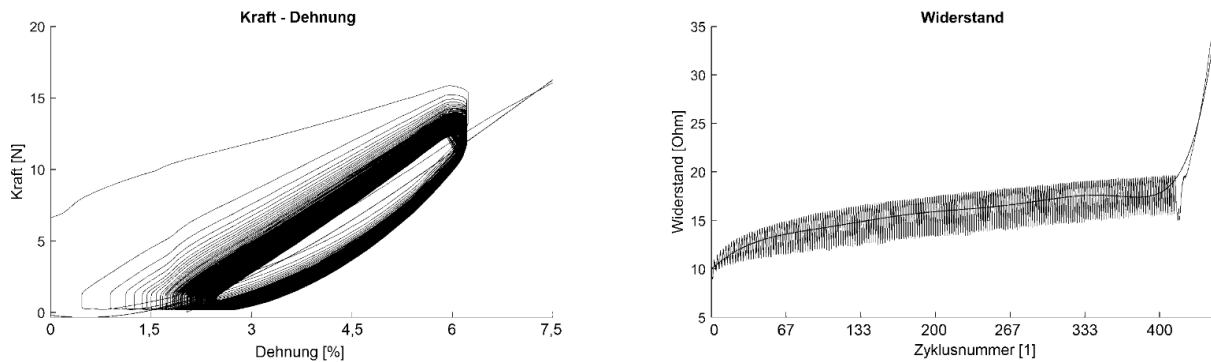 Kraft - Dehnung
20
15
10
5
0
Kraft [N]
0 1,5 3 4,5 6 7,5
Dehnung [%]
Widerstand
35
30
25
20
15
10
5
Widerstand [Ohm]
0 67 133 200 267 333 400
Zyklusnummer [1]